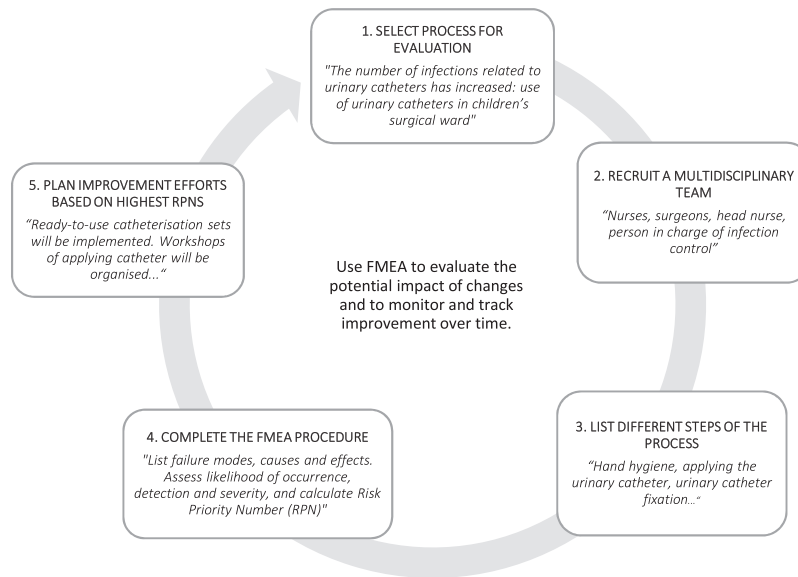 1. SELECT PROCESS FOR
EVALUATION
"The number of infections related to
urinary catheters has increased: use
of urinary catheters in children’s
surgical ward"
2. RECRUIT A MULTIDISCIPLINARY
TEAM
“Nurses, surgeons, head nurse,
person in charge of infection
control”
3. LIST DIFFERENT STEPS OF THE
PROCESS
“Hand hygiene, applying the
urinary catheter, urinary catheter
fixation...“
4. COMPLETE THE FMEA PROCEDURE
"List failure modes, causes and effects.
Assess likelihood of occurrence,
detection and severity, and calculate Risk
Priority Number (RPN)"
5. PLAN IMPROVEMENT EFFORTS
BASED ON HIGHEST RPNS
“Ready-to-use catheterisation sets
will be implemented. Workshops
of applying catheter will be
organised...“
Use FMEA to evaluate the
potential impact of changes
and to monitor and track
improvement over time.